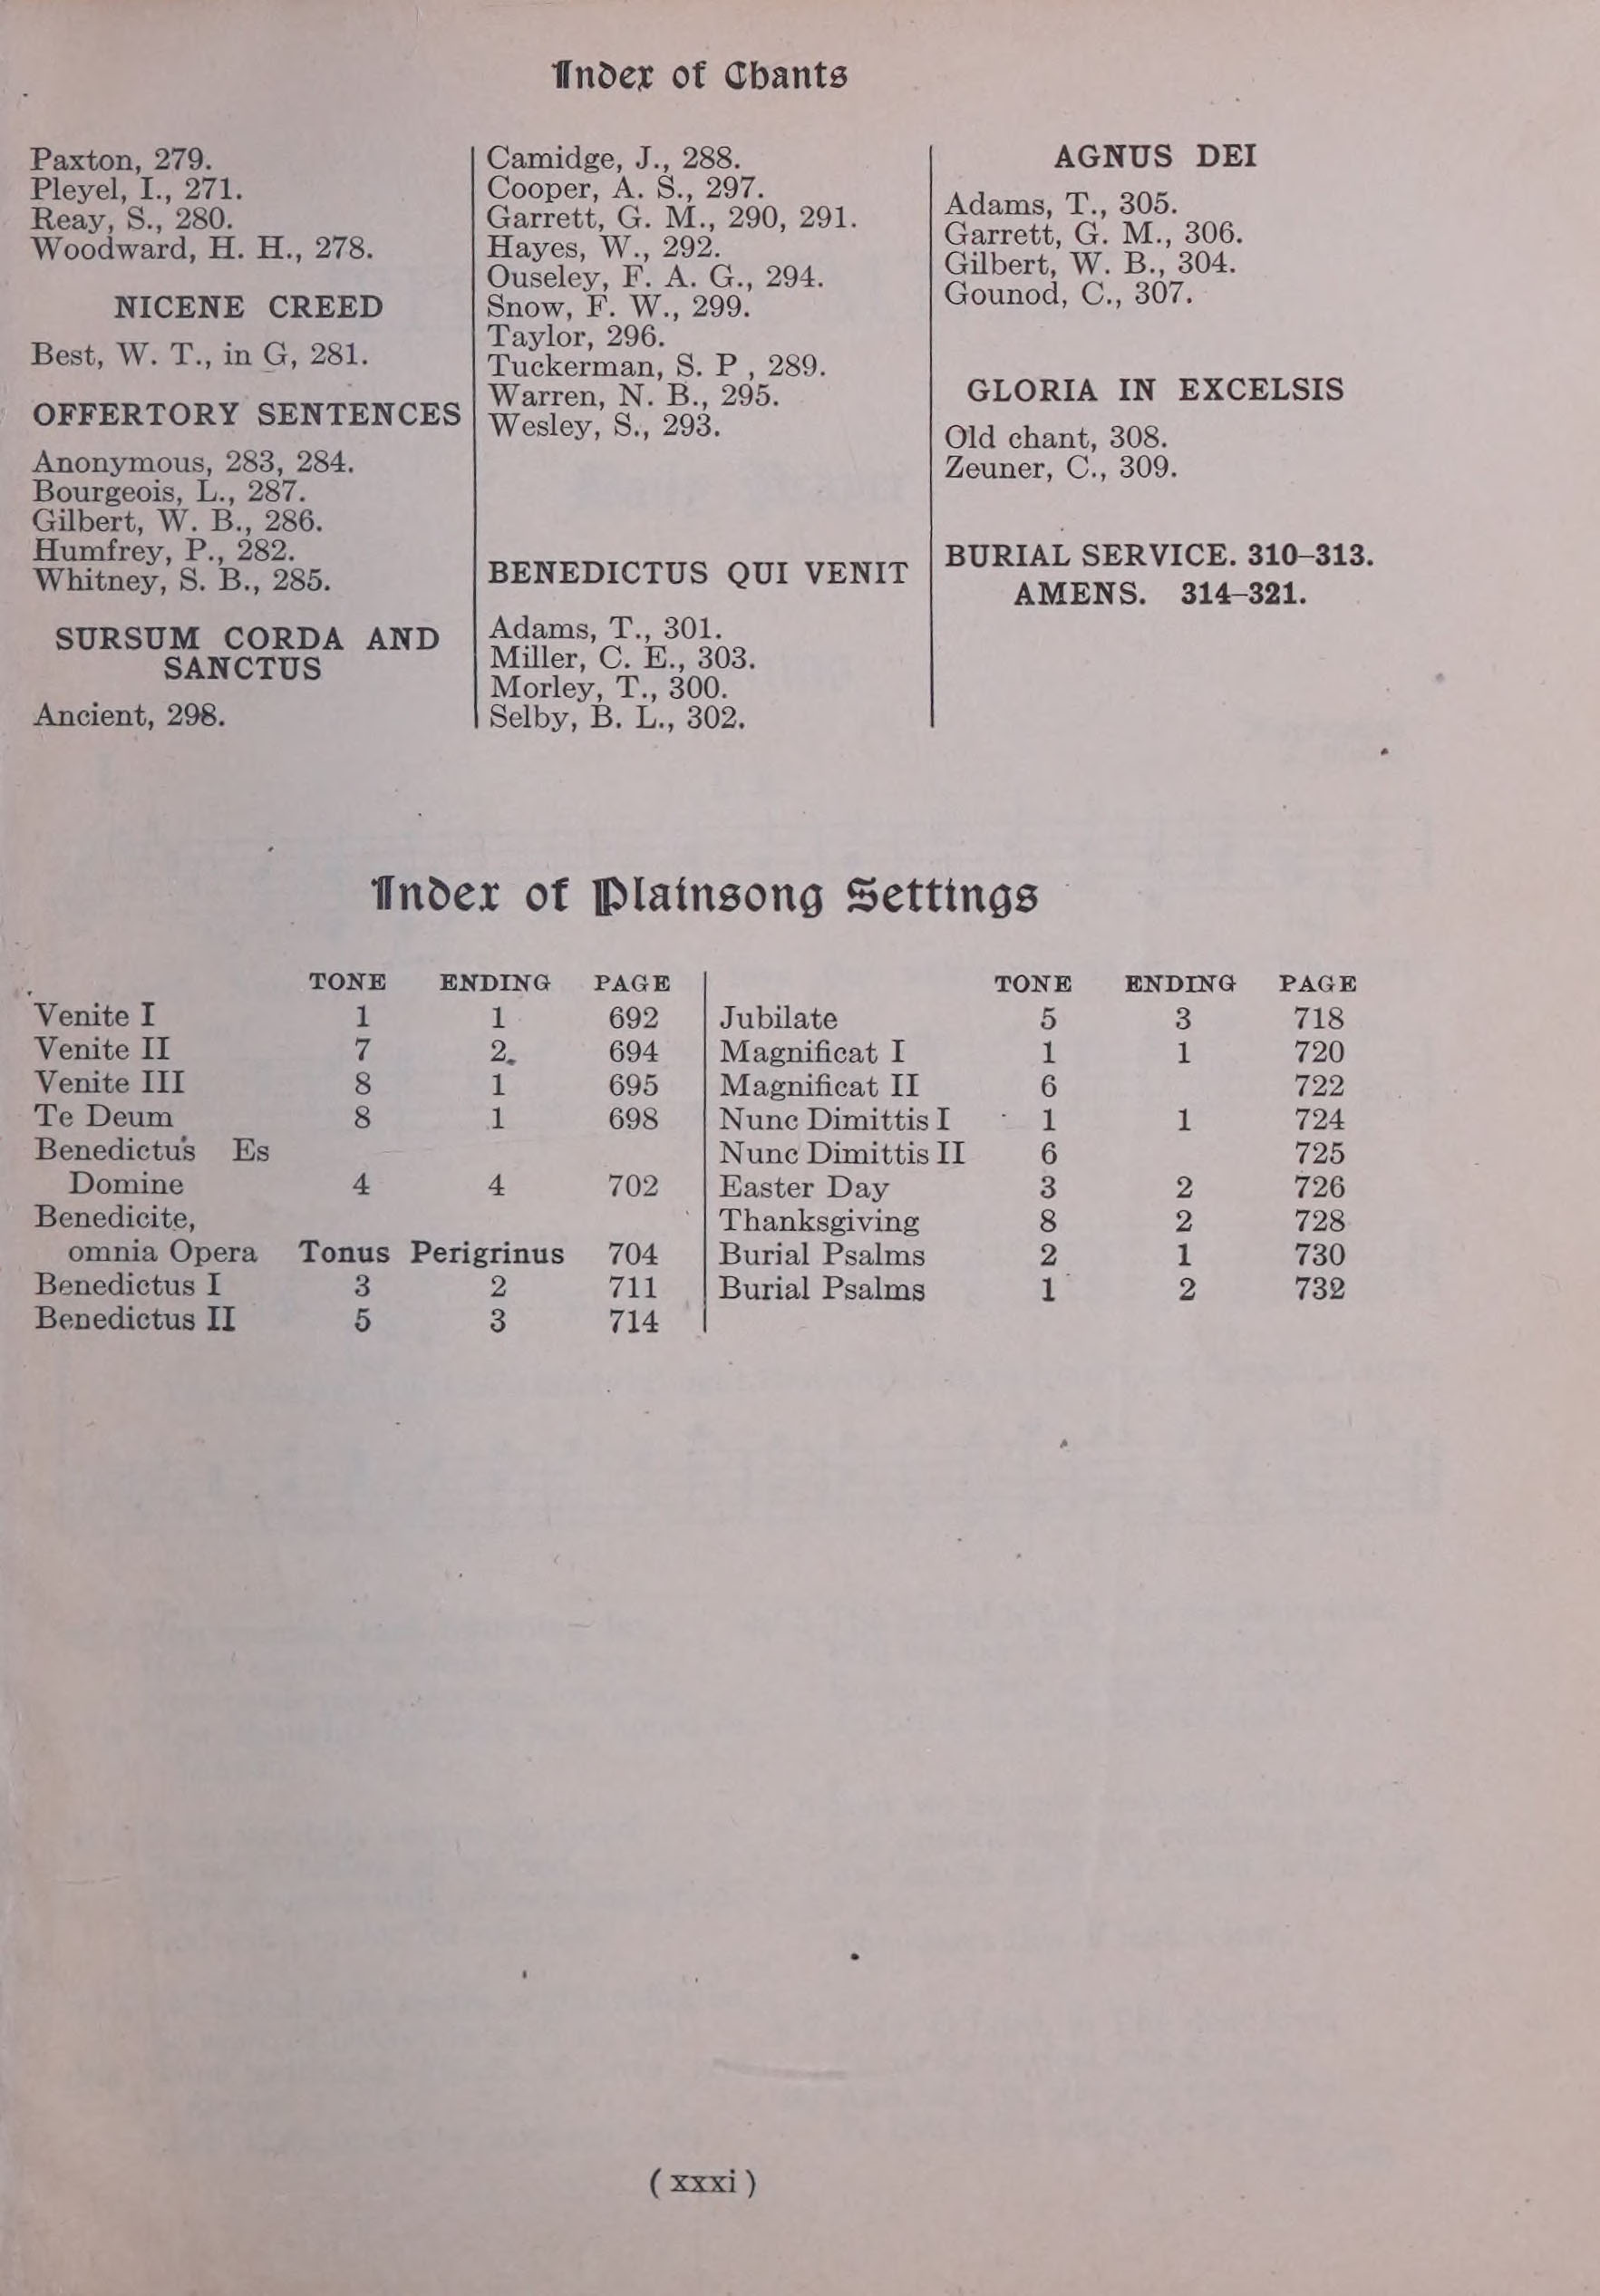 Index of Chants
Paxton, 279.
Pleyel, I., 271.
Reay, S., 280.
Woodward, H. H., 278.
NICENE CREED
Best, W. T., in G, 281.
OFFERTORY SENTENCES
Anonymous, 283, 284.
Bourgeois, L., 287.
Gilbert, W. B., 286.
Humfrey, P., 282.
Whitney, S. B., 285.
SURSUM CORDA AND
SANCTUS
Ancient, 298.
Camidge, J., 288.
Cooper, A. S., 297.
Garrett, G. M., 290, 291.
Hayes, W., 292.
Ouseley, F. A. G., 294.
Snow, F. W., 299.
Taylor, 296.
Tuckerman, S. P , 289.
Warren, N. B., 295.
Wesley, S., 293.
BENEDICTUS QUI VENIT
Adams, T., 301.
Miller, C. E., 303.
Morley, T., 300.
Selby, B. L., 302.
AGNUS DEI
Adams, T., 305.
Garrett, G. M., 306.
Gilbert, W. B., 304.
Gounod, C., 307.
GLORIA IN EXCELSIS
Old chant, 308.
Zeuner, C., 309.
BURIAL SERVICE. 310–313.
AMENS. 314–321.
Index of Plainsong Settings
TONE ENDING PAGE
Venite I 1 1 692
Venite II 7 2 694
Venite III 8 1 695
Te Deum 8 1 698
Benedictus Es
Domine 4 4 702
Benedicite,
omnia Opera Tonus Perigrinus 704
Benedictus I 3 2 711
Benedictus II 5 3 714
TONE ENDING PAGE
Jubilate 5 3 718
Magnificat I 1 1 720
Magnificat II 6 722
Nunc Dimittis I 1 1 724
Nunc Dimittis II 6 725
Easter Day 3 2 726
Thanksgiving 8 2 728
Burial Psalms 2 1 730
Burial Psalms 1 2 732
( xxxi )